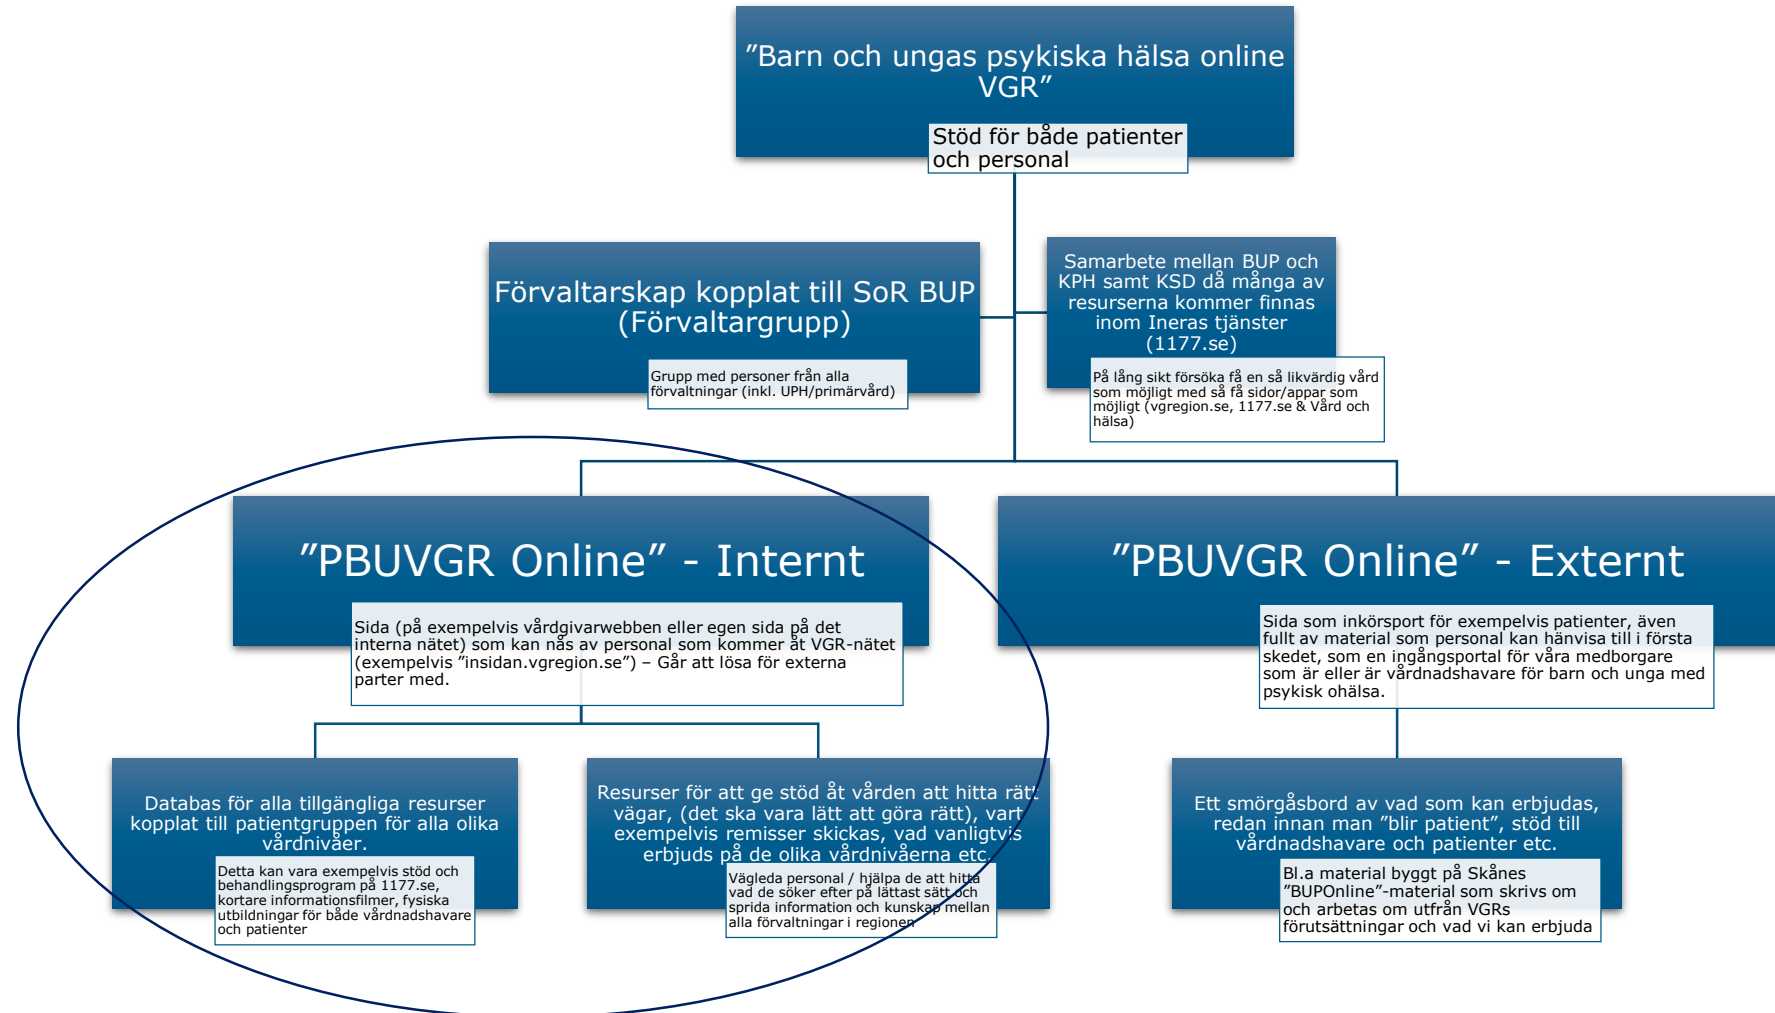 ”Barn och ungas psykiska hälsa online
VGR”
Stöd för både patienter
och personal
Förvaltarskap kopplat till SoR BUP
(Förvaltargrupp)
Grupp med personer från alla
förvaltningar (inkl. UPH/primärvård)
Samarbete mellan BUP och
KPH samt KSD då många av
resurserna kommer finnas
inom Ineras tjänster
(1177.se)
På lång sikt försöka få en så likvärdig vård
som möjligt med så få sidor/appar som
möjligt (vgregion.se, 1177.se & Vård och
hälsa)
”PBUVGR Online” - Internt
Sida (på exempelvis vårdgivarwebben eller egen sida på det
interna nätet) som kan nås av personal som kommer åt VGR-nätet
(exempelvis ”insidan.vgregion.se”) – Går att lösa för externa
parter med.
”PBUVGR Online” - Externt
Sida som inkörsport för exempelvis patienter, även
fullt av material som personal kan hänvisa till i första
skedet, som en ingångsportal för våra medborgare
som är eller är vårdnadshavare för barn och unga med
psykisk ohälsa.
Databas för alla tillgängliga resurser
kopplat till patientgruppen för alla olika
vårdnivåer.
Detta kan vara exempelvis stöd och
behandlingsprogram på 1177.se,
kortare informationsfilmer, fysiska
utbildningar för både vårdnadshavare
och patienter
Resurser för att ge stöd åt vården att hitta rätt
vägar, (det ska vara lätt att göra rätt), vart
exempelvis remisser skickas, vad vanligtvis
erbjuds på de olika vårdnivåerna etc.
Vägleda personal / hjälpa de att hitta
vad de söker efter på lättast sätt och
sprida information och kunskap mellan
alla förvaltningar i regionen
Ett smörgåsbord av vad som kan erbjudas,
redan innan man ”blir patient”, stöd till
vårdnadshavare och patienter etc.
Bl.a material byggt på Skånes
”BUPOnline”-material som skrivs om
och arbetas om utfrån VGRs
förutsättningar och vad vi kan erbjuda